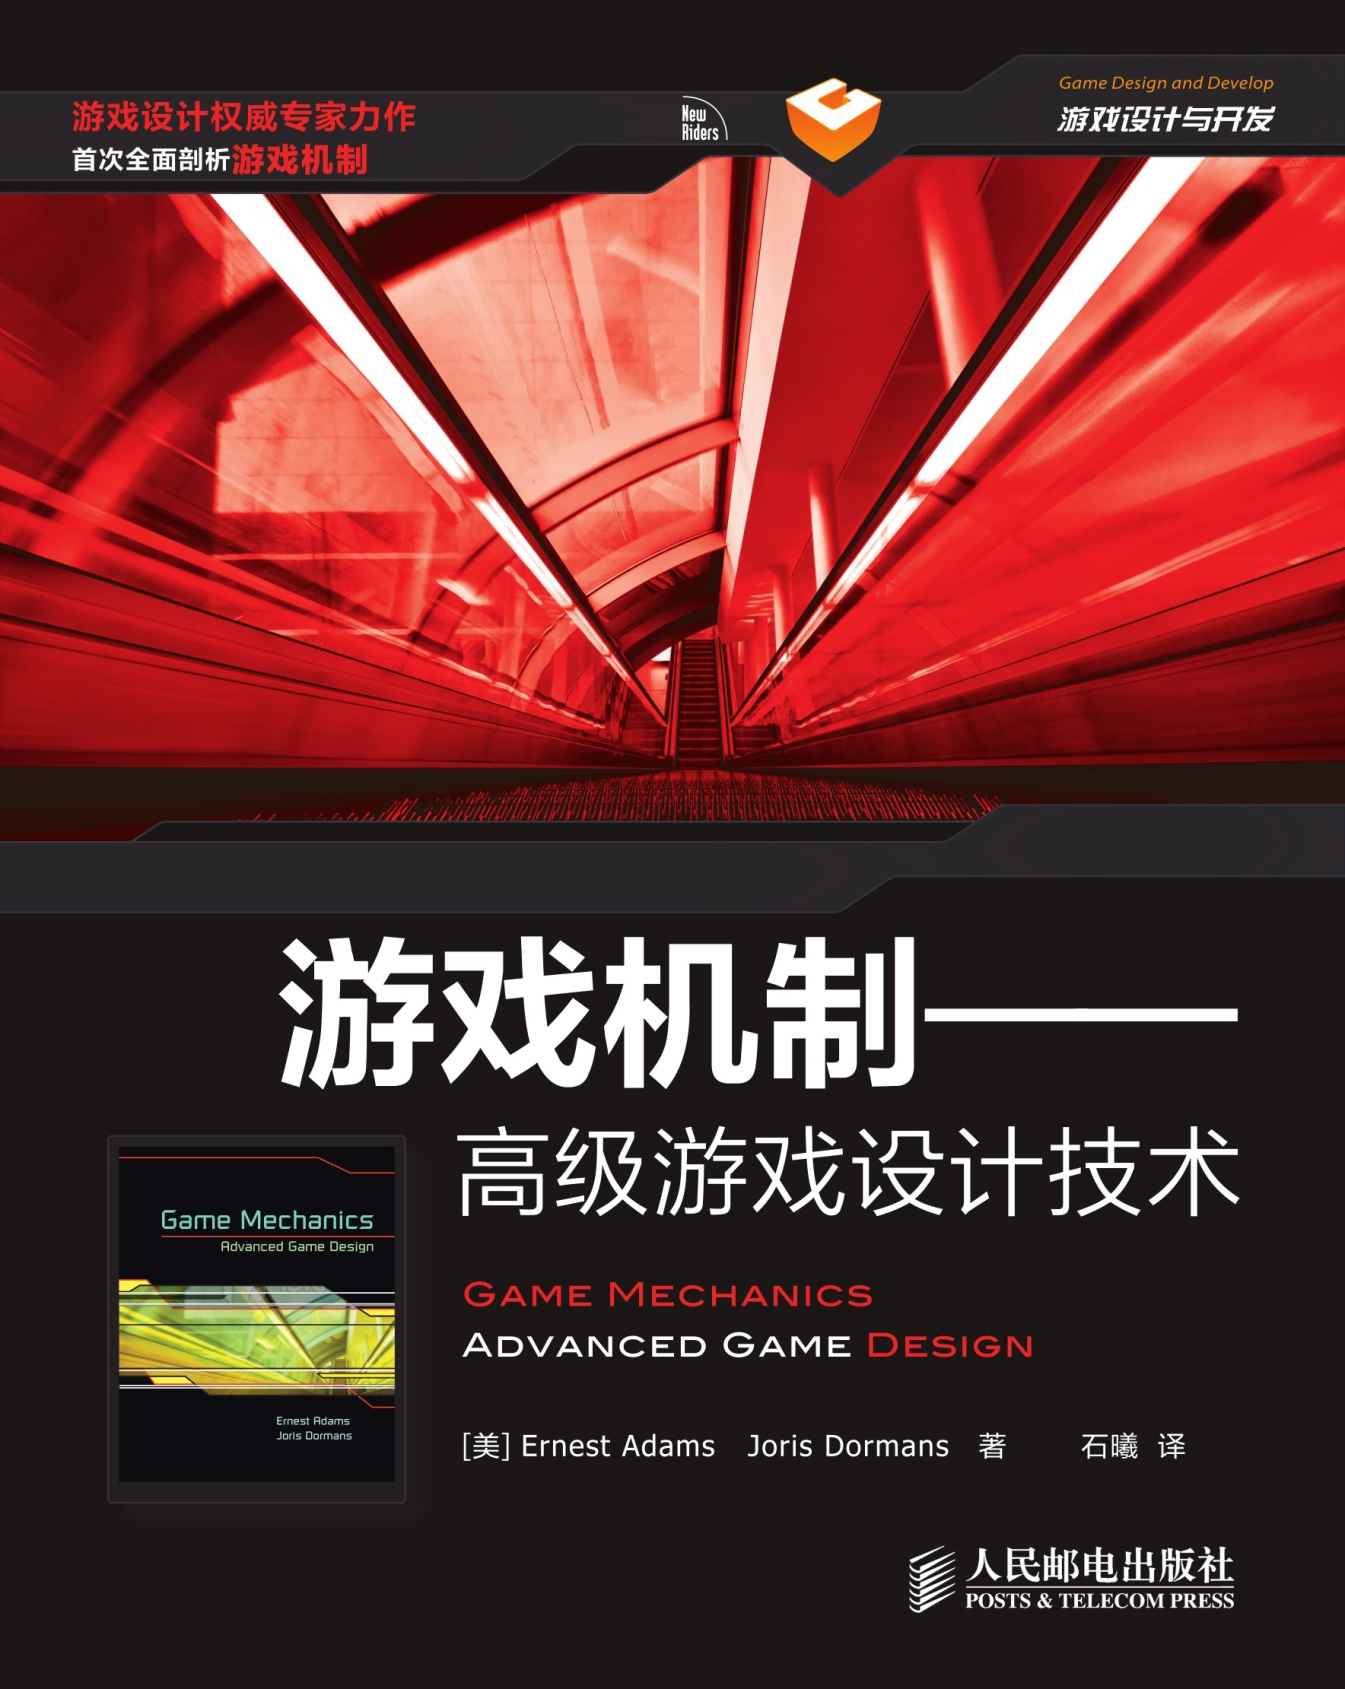 游戏设计权威专家力作
首次全面剖析游戏机制
New
Riders
Game Design and Develop
游戏设计与开发
游戏机制——
高级游戏设计技术
Game Mechanics
Advanced Game Design
Ernest Adams
Joris Dormans
GAME MECHANICS
ADVANCED GAME DESIGN
[美] Ernest Adams Joris Dormans 著 石曦 译
人民邮电出版社
POSTS & TELECOM PRESS